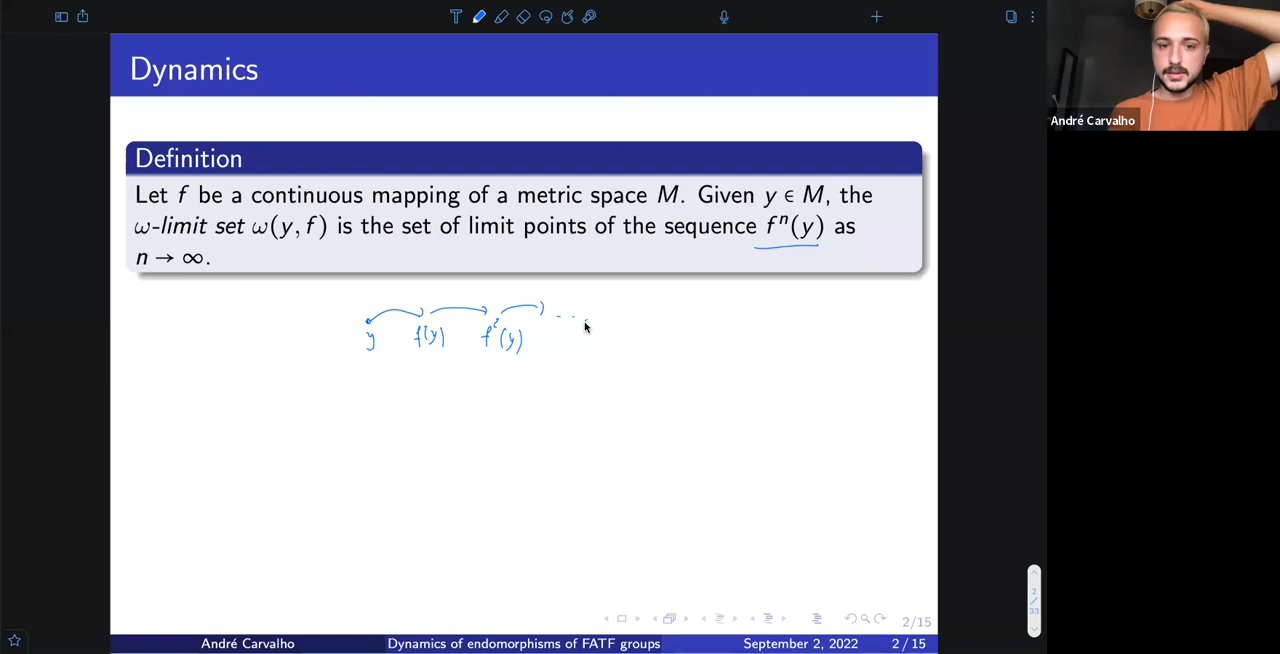 Dynamics
André Carvalho
Definition
Let f be a continuous mapping of a metric space M. Given y ∈ M, the
ω-limit set ω(y, f) is the set of limit points of the sequence fⁿ(y) as
n → ∞.
y f(y) f²(y) ...
2
/
33
2/15
André Carvalho Dynamics of endomorphisms of FATF groups September 2, 2022 2 / 15